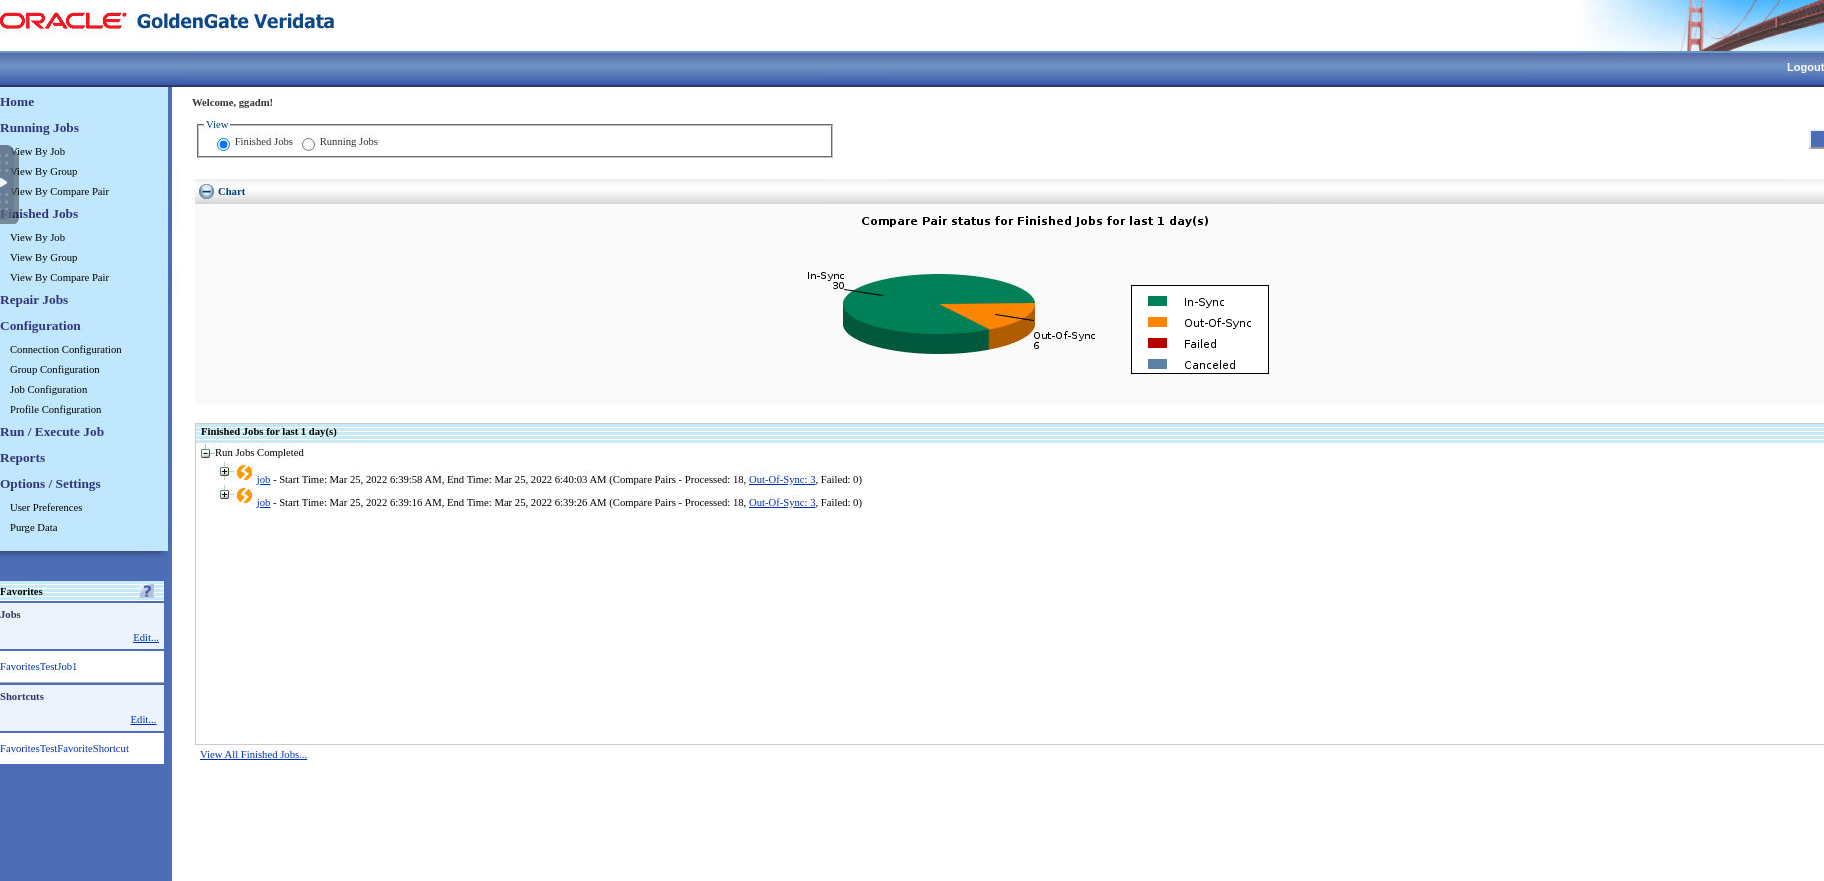 ORACLE GoldenGate Veridata
Logout
Home
Running Jobs
View By Job
View By Group
View By Compare Pair
Finished Jobs
View By Job
View By Group
View By Compare Pair
Repair Jobs
Configuration
Connection Configuration
Group Configuration
Job Configuration
Profile Configuration
Run / Execute Job
Reports
Options / Settings
User Preferences
Purge Data
Favorites ?
Jobs
Edit...
FavoritesTestJob1
Shortcuts
Edit...
FavoritesTestFavoriteShortcut
Welcome, ggadm!
View
Finished Jobs Running Jobs
Chart
Compare Pair status for Finished Jobs for last 1 day(s)
In-Sync
30
Out-Of-Sync
6
In-Sync
Out-Of-Sync
Failed
Canceled
Finished Jobs for last 1 day(s)
Run Jobs Completed
job - Start Time: Mar 25, 2022 6:39:58 AM, End Time: Mar 25, 2022 6:40:03 AM (Compare Pairs - Processed: 18, Out-Of-Sync: 3, Failed: 0)
job - Start Time: Mar 25, 2022 6:39:16 AM, End Time: Mar 25, 2022 6:39:26 AM (Compare Pairs - Processed: 18, Out-Of-Sync: 3, Failed: 0)
View All Finished Jobs...